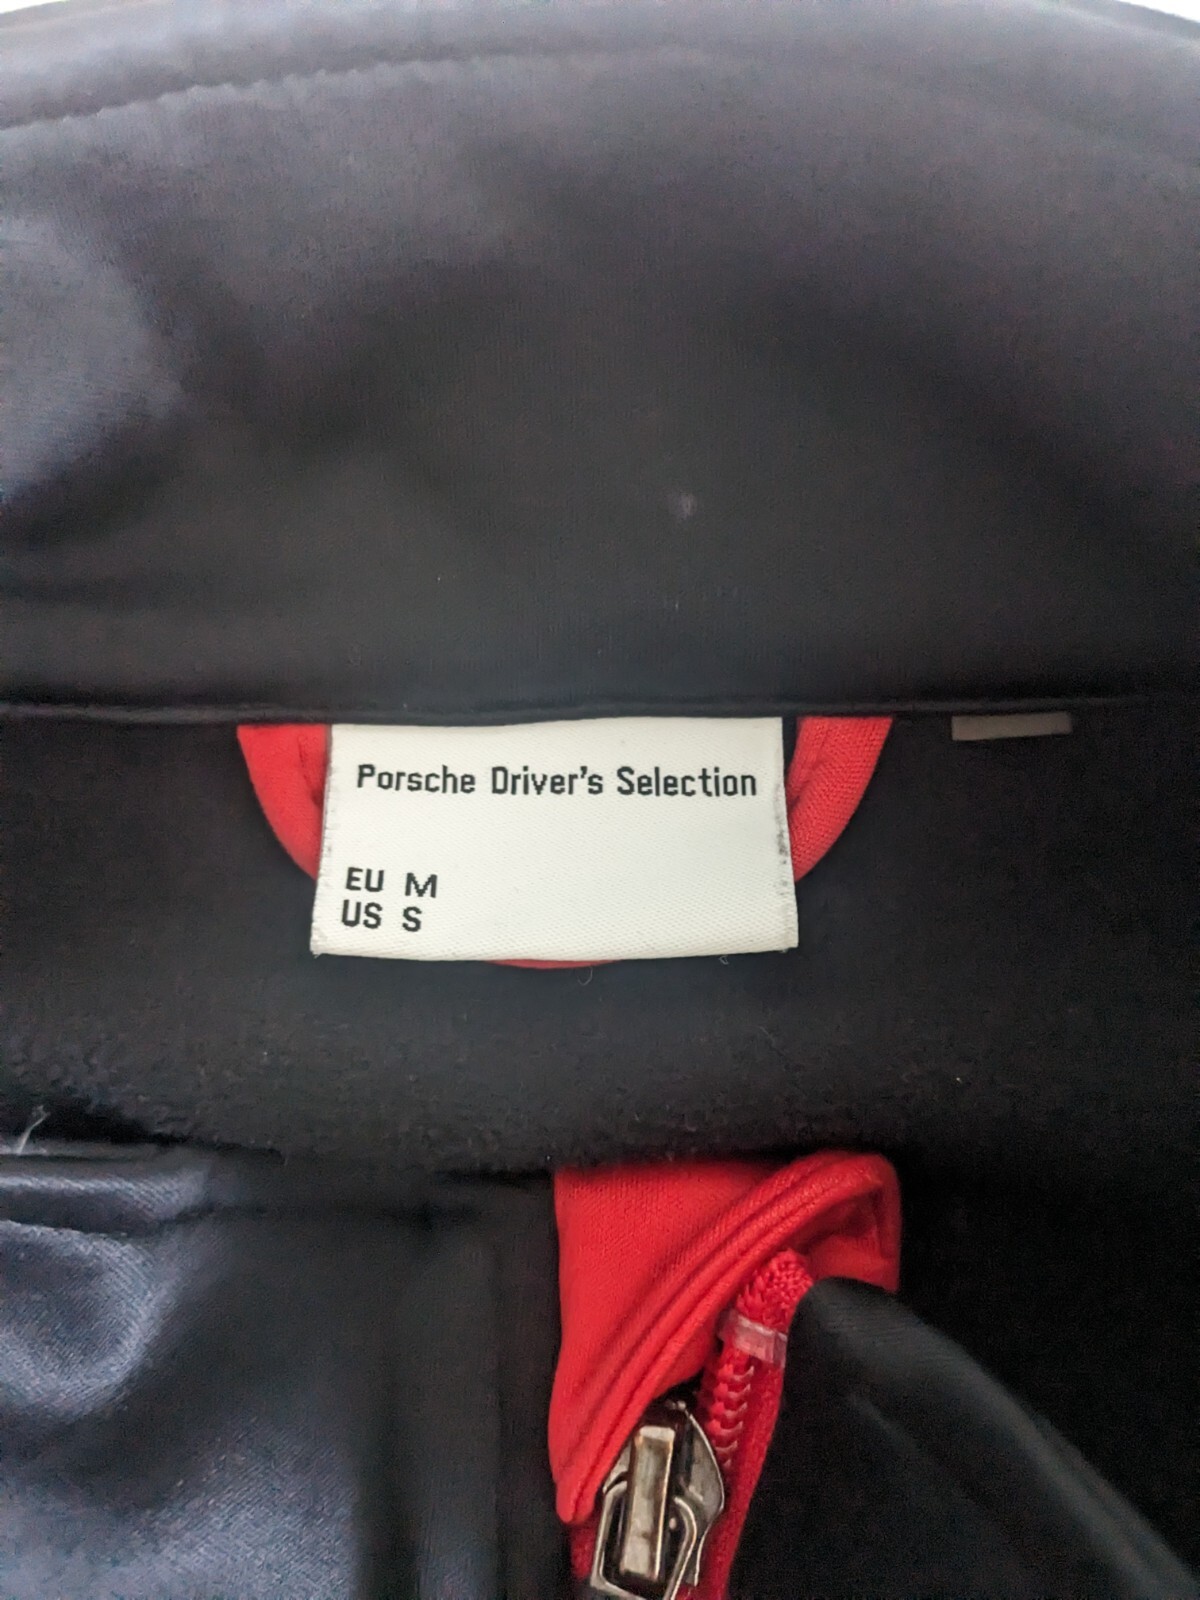 Porsche Driver's Selection
EU M
US S